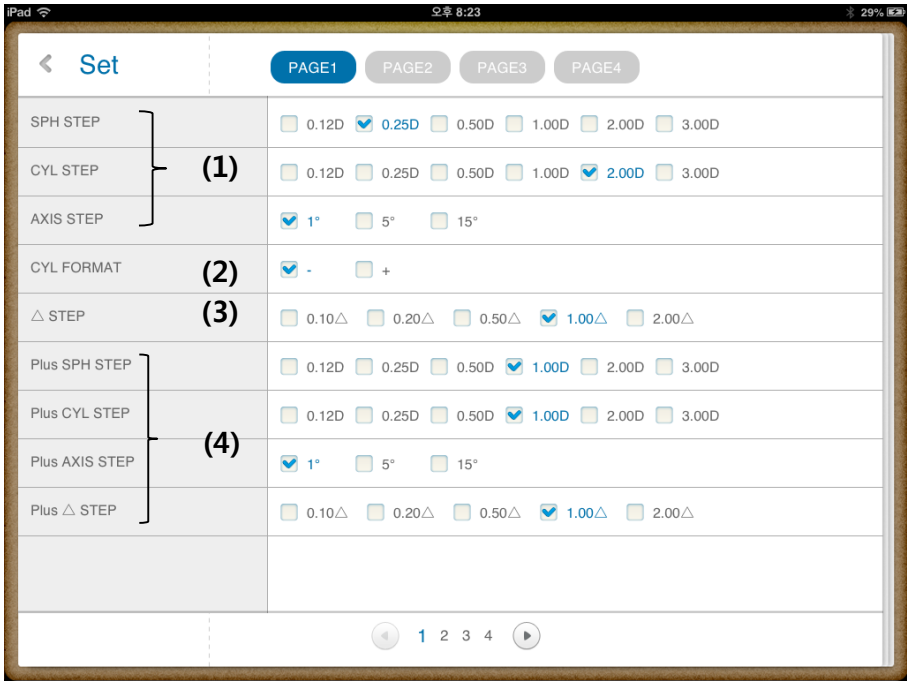 iPad 오후 8:23 29%
Set PAGE1 PAGE2 PAGE3 PAGE4
SPH STEP 0.12D 0.25D 0.50D 1.00D 2.00D 3.00D
CYL STEP (1) 0.12D 0.25D 0.50D 1.00D 2.00D 3.00D
AXIS STEP 1° 5° 15°
CYL FORMAT (2) - +
△ STEP (3) 0.10△ 0.20△ 0.50△ 1.00△ 2.00△
Plus SPH STEP 0.12D 0.25D 0.50D 1.00D 2.00D 3.00D
Plus CYL STEP 0.12D 0.25D 0.50D 1.00D 2.00D 3.00D
(4)
Plus AXIS STEP 1° 5° 15°
Plus △ STEP 0.10△ 0.20△ 0.50△ 1.00△ 2.00△
1 2 3 4